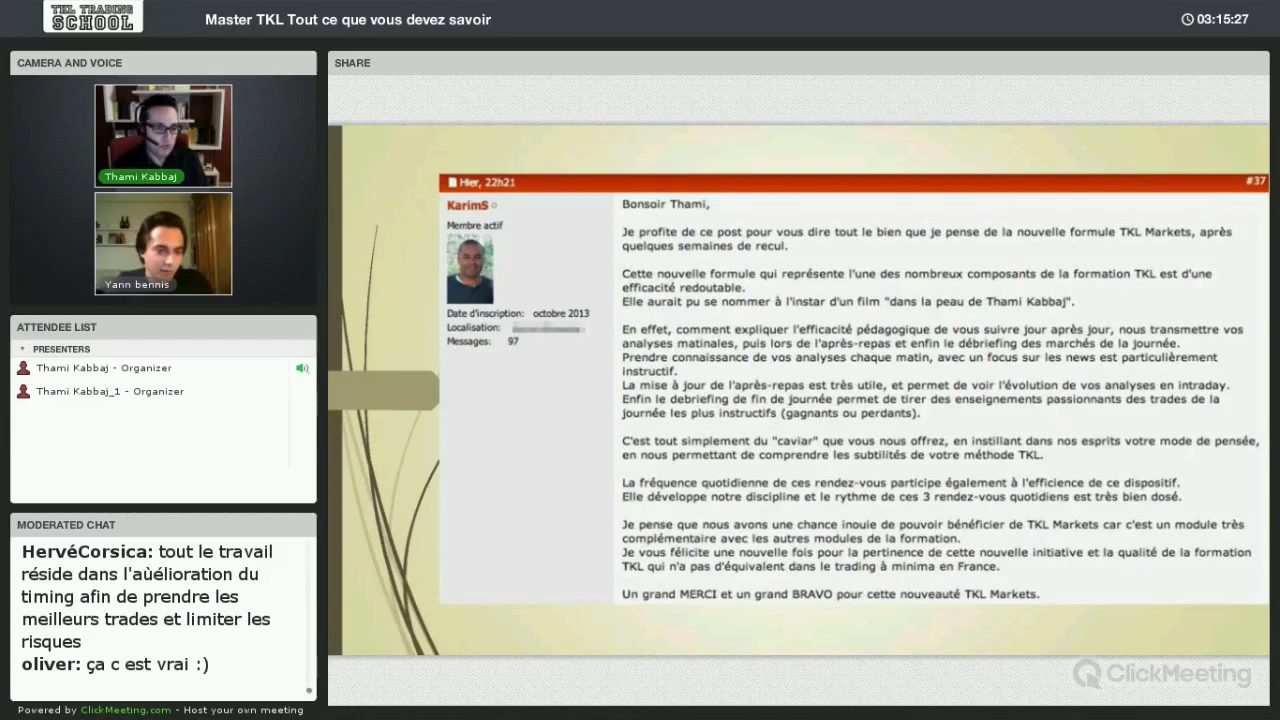 TKL TRADING
SCHOOL
Master TKL Tout ce que vous devez savoir
03:15:27
CAMERA AND VOICE
Thami Kabbaj
Yann bennis
ATTENDEE LIST
PRESENTERS
Thami Kabbaj - Organizer
Thami Kabbaj_1 - Organizer
MODERATED CHAT
HervéCorsica: tout le travail
réside dans l'aùélioration du
timing afin de prendre les
meilleurs trades et limiter les
risques
oliver: ça c est vrai :)
Powered by ClickMeeting.com - Host your own meeting
SHARE
Hier, 22h21
#37
KarimS
Membre actif
Date d'inscription: octobre 2013
Localisation:
Messages: 97
Bonsoir Thami,
Je profite de ce post pour vous dire tout le bien que je pense de la nouvelle formule TKL Markets, après
quelques semaines de recul.
Cette nouvelle formule qui représente l'une des nombreux composants de la formation TKL est d'une
efficacité redoutable.
Elle aurait pu se nommer à l'instar d'un film "dans la peau de Thami Kabbaj".
En effet, comment expliquer l'efficacité pédagogique de vous suivre jour après jour, nous transmettre vos
analyses matinales, puis lors de l'après-repas et enfin le débriefing des marchés de la journée.
Prendre connaissance de vos analyses chaque matin, avec un focus sur les news est particulièrement
instructif.
La mise à jour de l'après-repas est très utile, et permet de voir l'évolution de vos analyses en intraday.
Enfin le debriefing de fin de journée permet de tirer des enseignements passionnants des trades de la
journée les plus instructifs (gagnants ou perdants).
C'est tout simplement du "caviar" que vous nous offrez, en instillant dans nos esprits votre mode de pensée,
en nous permettant de comprendre les subtilités de votre méthode TKL.
La fréquence quotidienne de ces rendez-vous participe également à l'efficience de ce dispositif.
Elle développe notre discipline et le rythme de ces 3 rendez-vous quotidiens est très bien dosé.
Je pense que nous avons une chance inouie de pouvoir bénéficier de TKL Markets car c'est un module très
complémentaire avec les autres modules de la formation.
Je vous félicite une nouvelle fois pour la pertinence de cette nouvelle initiative et la qualité de la formation
TKL qui n'a pas d'équivalent dans le trading à minima en France.
Un grand MERCI et un grand BRAVO pour cette nouveauté TKL Markets.
ClickMeeting